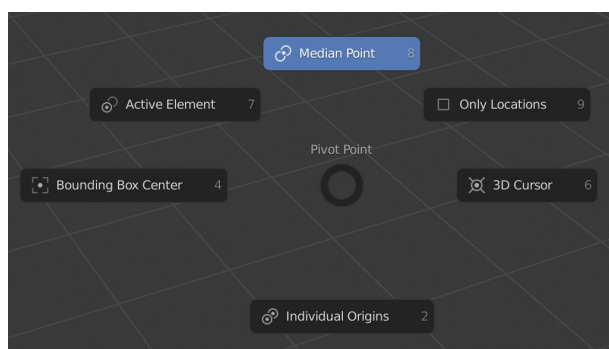 Median Point 8
Active Element 7
Only Locations 9
Pivot Point
Bounding Box Center 4
3D Cursor 6
Individual Origins 2